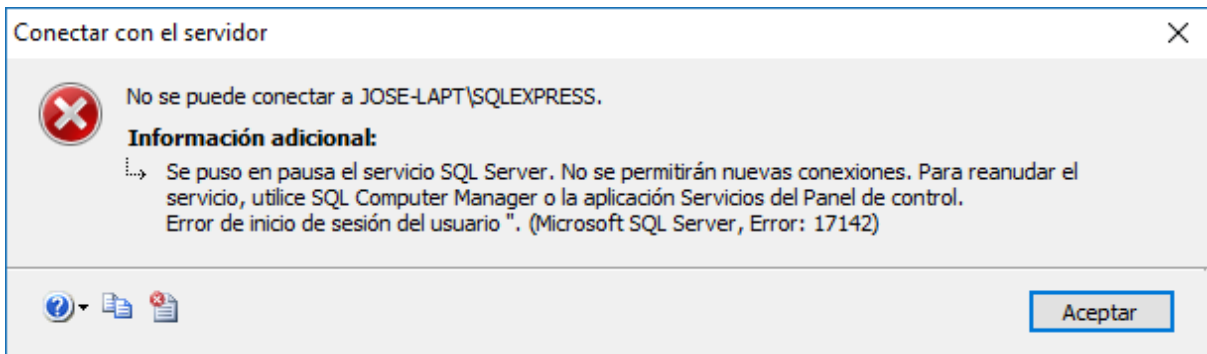 Conectar con el servidor
No se puede conectar a JOSE-LAPT\SQLEXPRESS.
Información adicional:
Se puso en pausa el servicio SQL Server. No se permitirán nuevas conexiones. Para reanudar el
servicio, utilice SQL Computer Manager o la aplicación Servicios del Panel de control.
Error de inicio de sesión del usuario ''. (Microsoft SQL Server, Error: 17142)
Aceptar